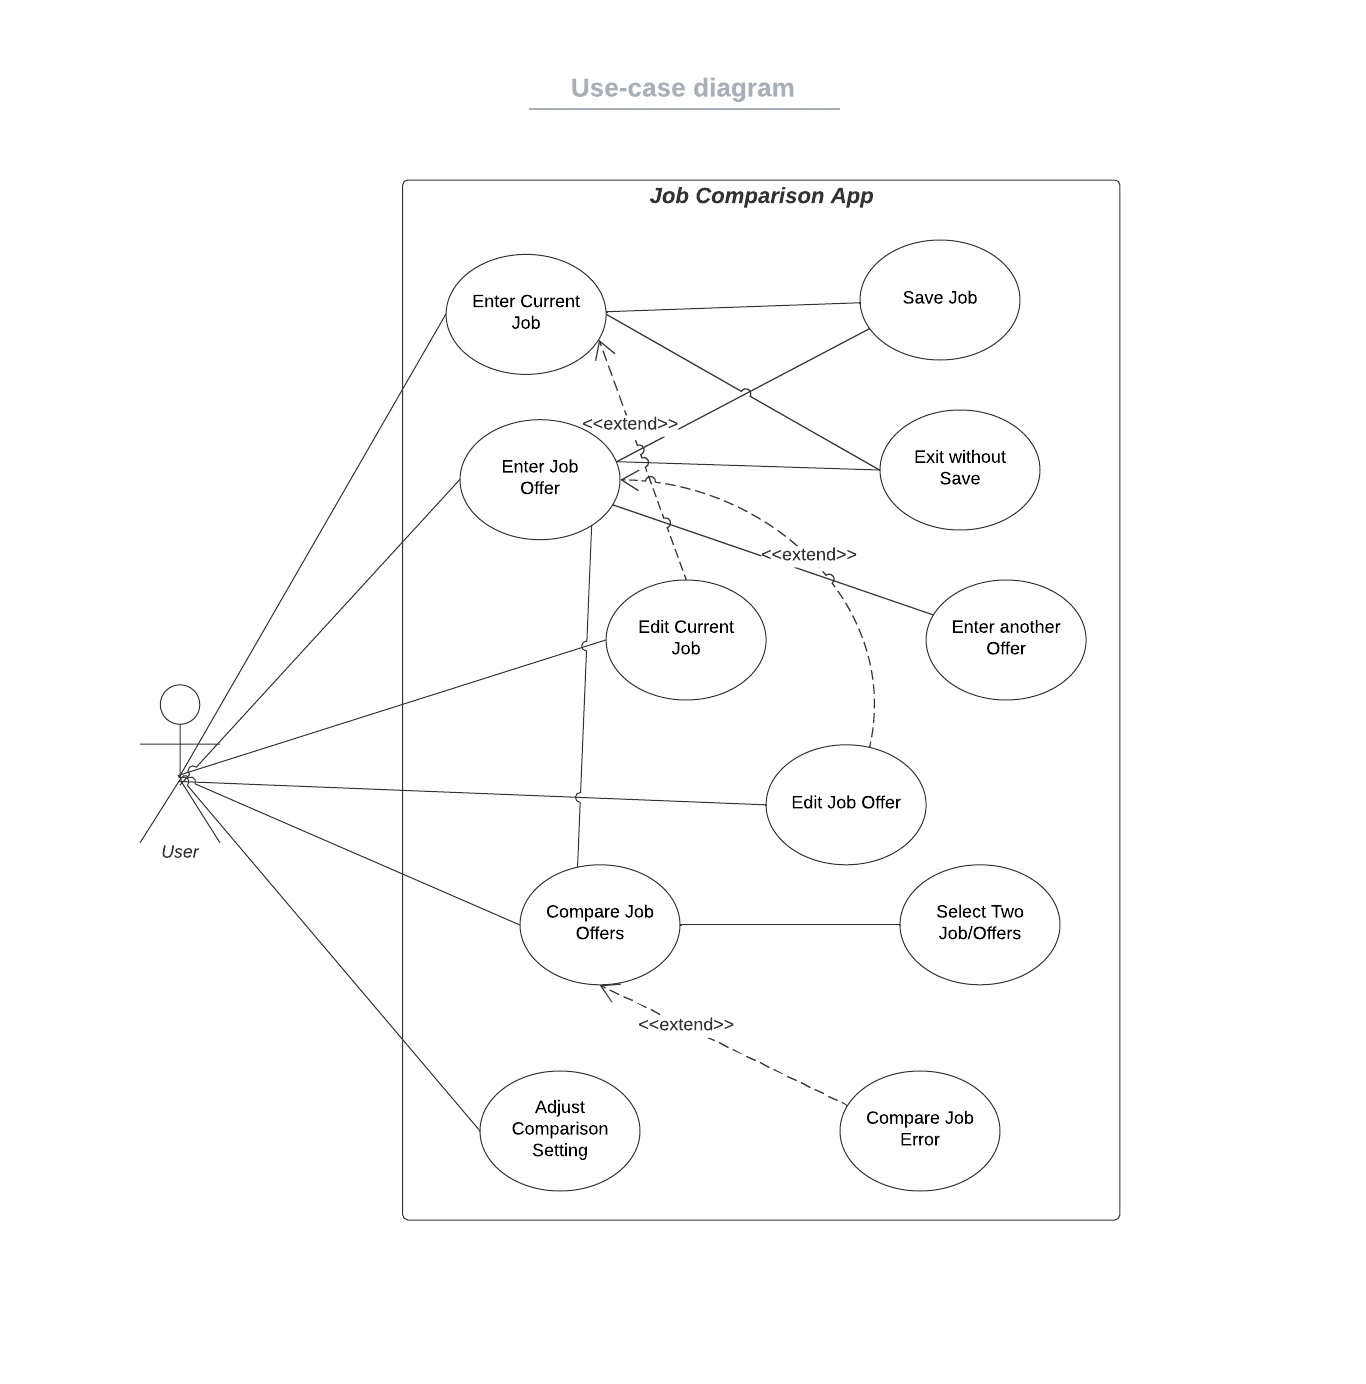 Use-case diagram
Job Comparison App
Enter Current
Job
Save Job
<<extend>>
Enter Job
Offer
Exit without
Save
<<extend>>
Edit Current
Job
Enter another
Offer
Edit Job Offer
User
Compare Job
Offers
Select Two
Job/Offers
<<extend>>
Adjust
Comparison
Setting
Compare Job
Error